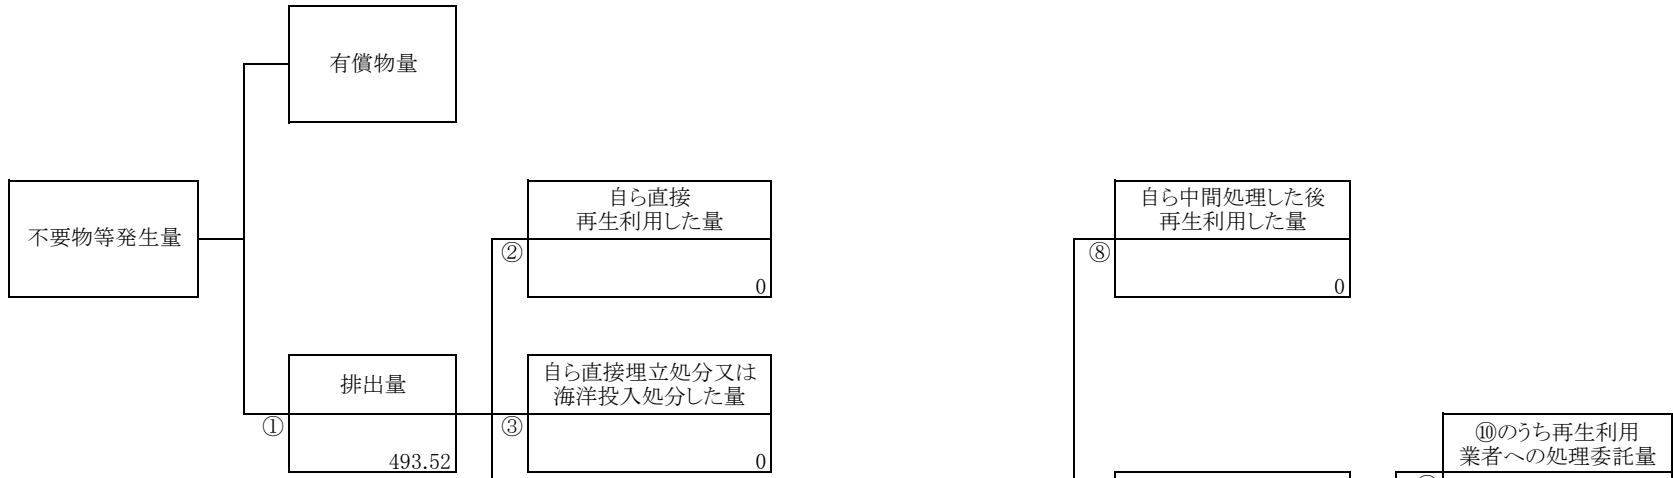 有償物量
不要物等発生量
自ら直接
再生利用した量
②
0
自ら中間処理した後
再生利用した量
⑧
0
排出量
①
493.52
自ら直接埋立処分又は
海洋投入処分した量
③
0
⑩のうち再生利用
業者への処理委託量